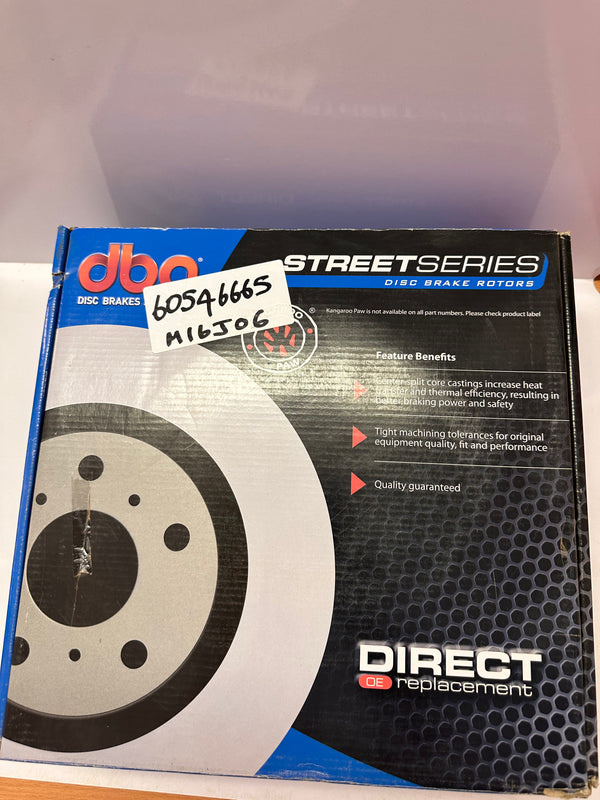 dba®
STREETSERIES
DISC BRAKE ROTORS
DISC BRAKES
60546665
M16J06
®
PAW
Kangaroo Paw is not available on all part numbers. Please check product label
Feature Benefits
split core castings increase heat
and thermal efficiency, resulting in
better braking power and safety
Tight machining tolerances for original
equipment quality, fit and performance
Quality guaranteed
DIRECT
OE replacement